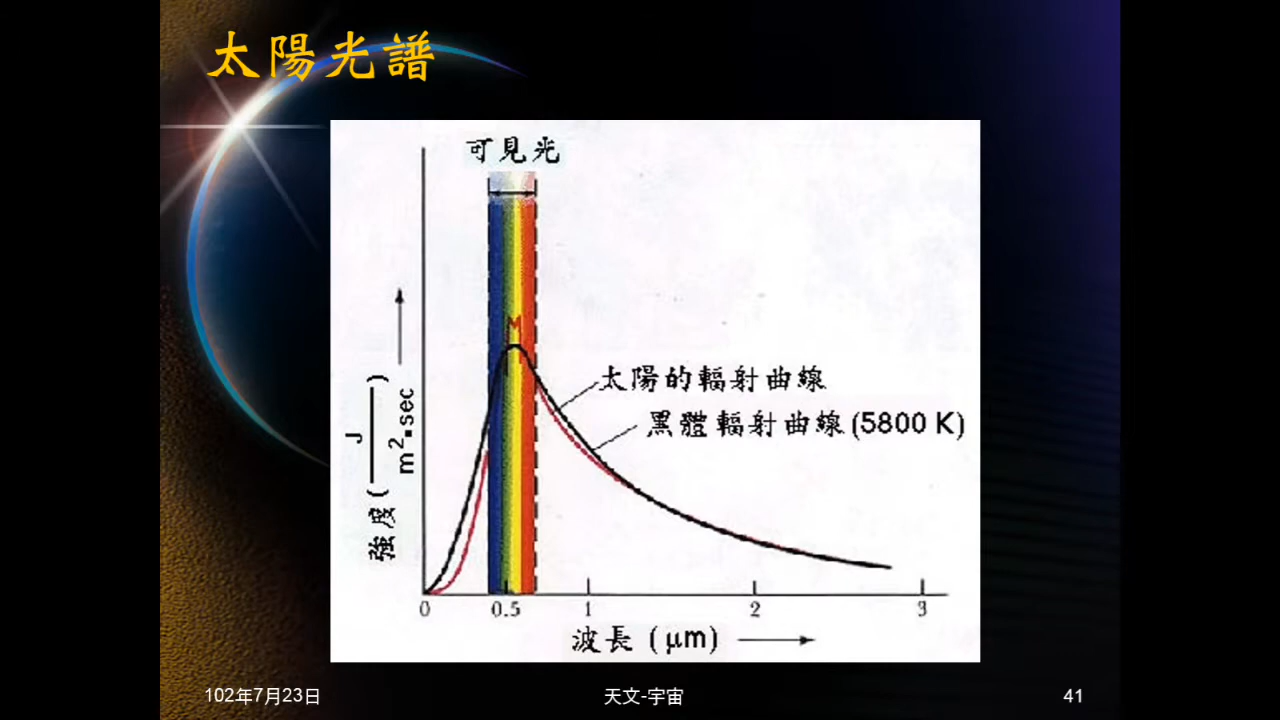 太陽光譜
可見光
M
太陽的輻射曲線
黑體輻射曲線(5800 K)
強度(J/m²·sec)
0 0.5 1 2 3
波長(μm)
102年7月23日 天文-宇宙 41